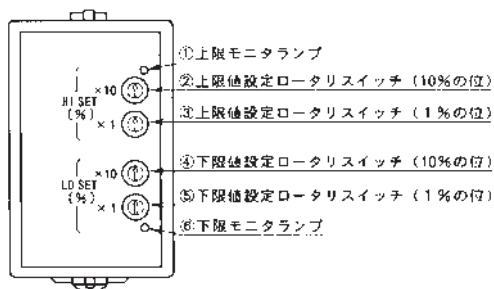 ①上限モニタランプ
②上限値設定ロータリスイッチ（10％の位）
③上限値設定ロータリスイッチ（１％の位）
④下限値設定ロータリスイッチ（10％の位）
⑤下限値設定ロータリスイッチ（１％の位）
⑥下限モニタランプ
HI SET
(%)
×10
×1
LO SET
(%)
×10
×1